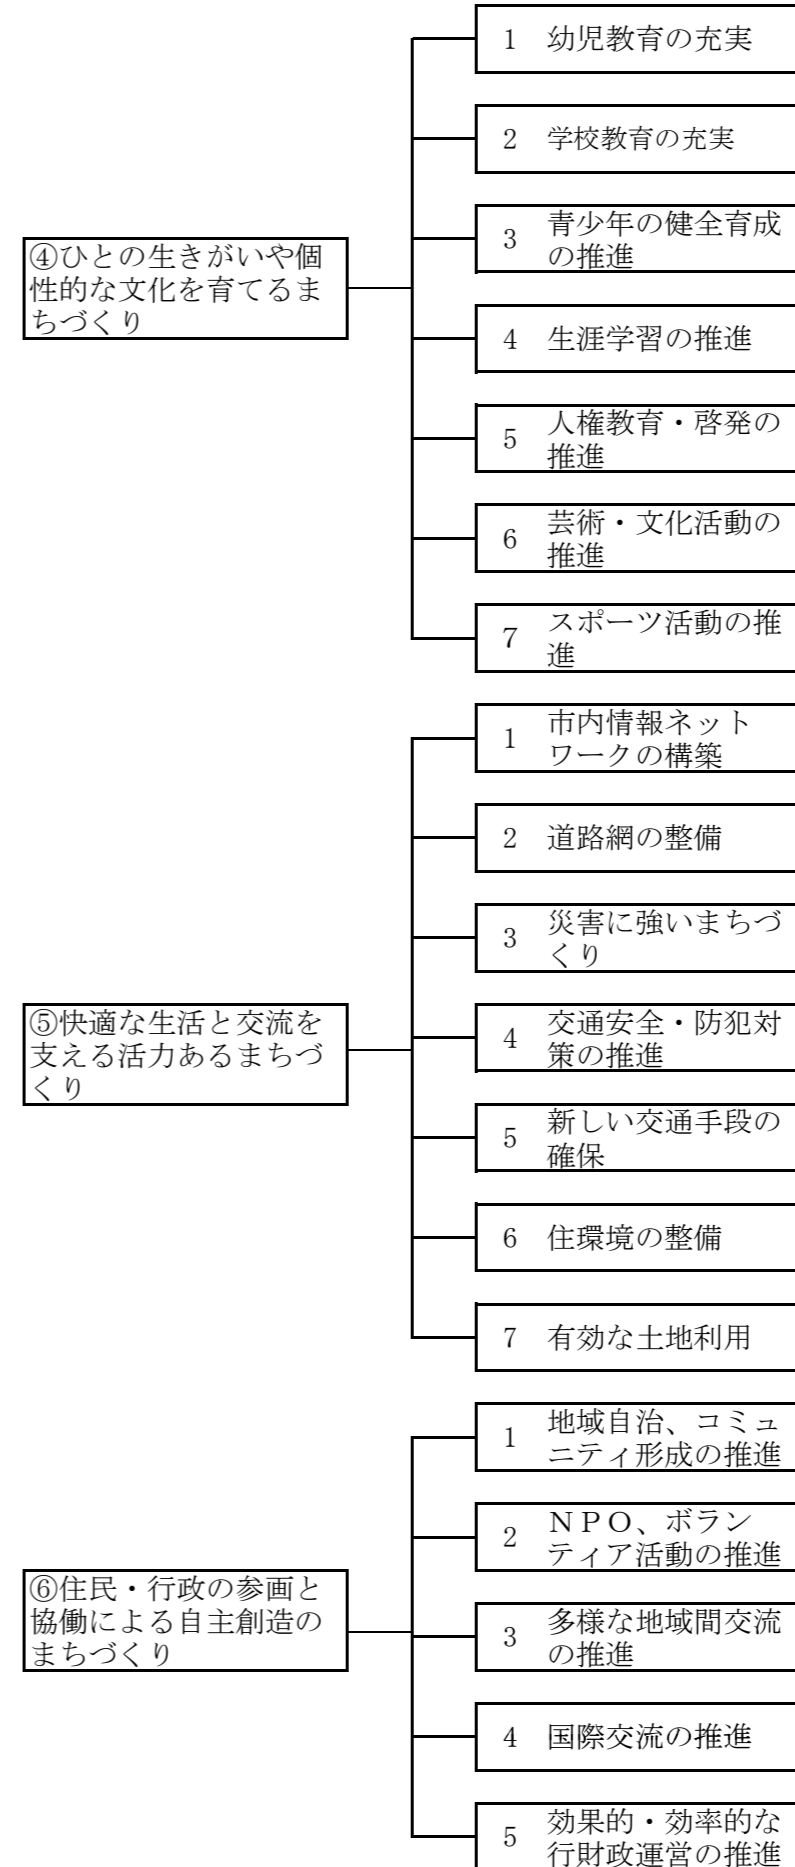 ④ひとの生きがいや個
性的な文化を育てるま
ちづくり
1 幼児教育の充実
2 学校教育の充実
3 青少年の健全育成
の推進
4 生涯学習の推進
5 人権教育・啓発の
推進
6 芸術・文化活動の
推進
7 スポーツ活動の推
進
⑤快適な生活と交流を
支える活力あるまちづ
くり
1 市内情報ネット
ワークの構築
2 道路網の整備
3 災害に強いまちづ
くり
4 交通安全・防犯対
策の推進
5 新しい交通手段の
確保
6 住環境の整備
7 有効な土地利用
⑥住民・行政の参画と
協働による自主創造の
まちづくり
1 地域自治、コミュ
ニティ形成の推進
2 ＮＰＯ、ボラン
ティア活動の推進
3 多様な地域間交流
の推進
4 国際交流の推進
5 効果的・効率的な
行財政運営の推進